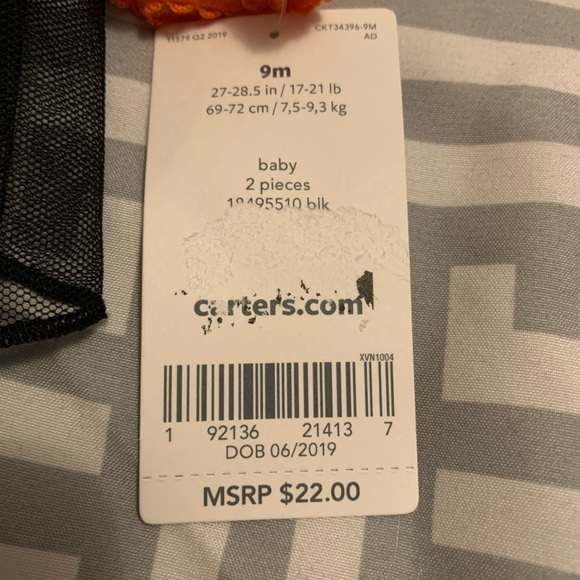 11579 Q2 2019 CXT34396-9M
AD
9m
27-28.5 in / 17-21 lb
69-72 cm / 7,5-9,3 kg
baby
2 pieces
18495510 blk
carters.com
XVN1004
1 92136 21413 7
DOB 06/2019
MSRP $22.00